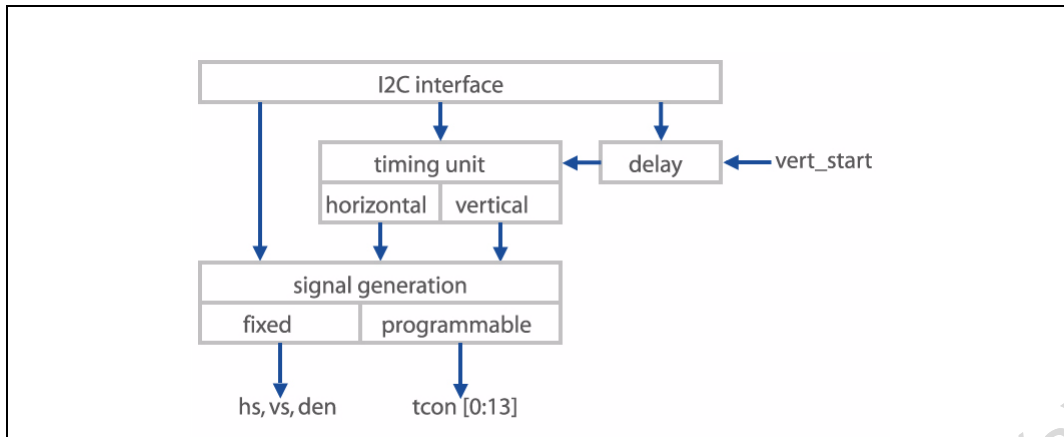 I2C interface
timing unit
delay
vert_start
horizontal
vertical
signal generation
fixed
programmable
hs, vs, den
tcon [0:13]